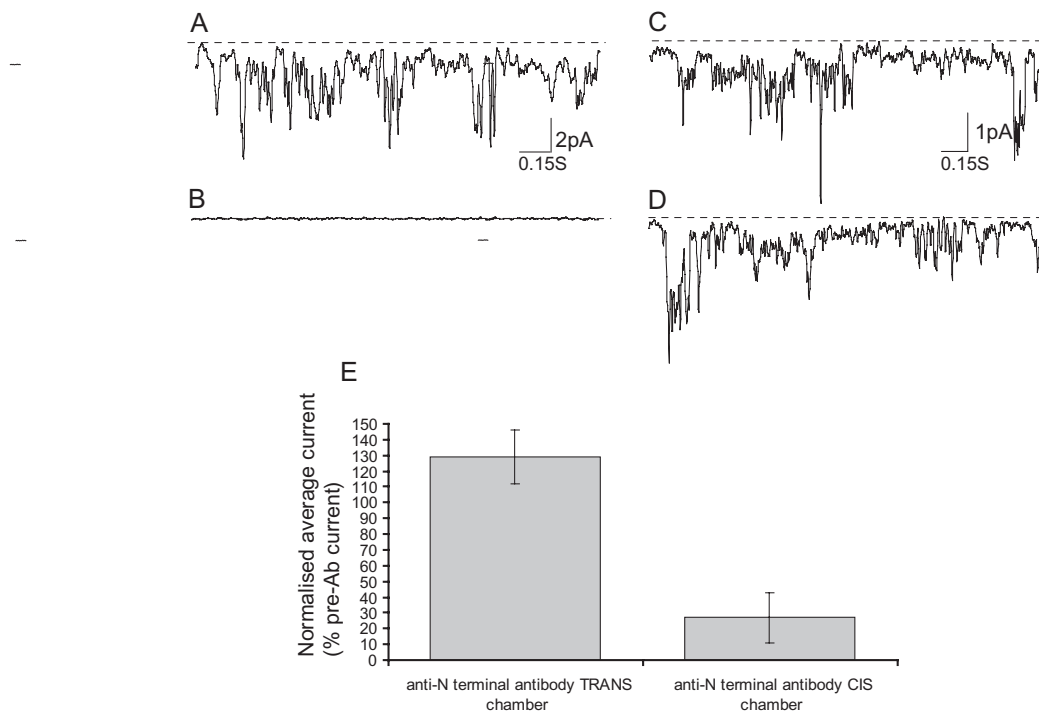 A
C
2pA
0.15S
1pA
0.15S
B
D
E
Normalised average current
(% pre-Ab current)
150
140
130
120
110
100
90
80
70
60
50
40
30
20
10
0
anti-N terminal antibody TRANS
chamber
anti-N terminal antibody CIS
chamber